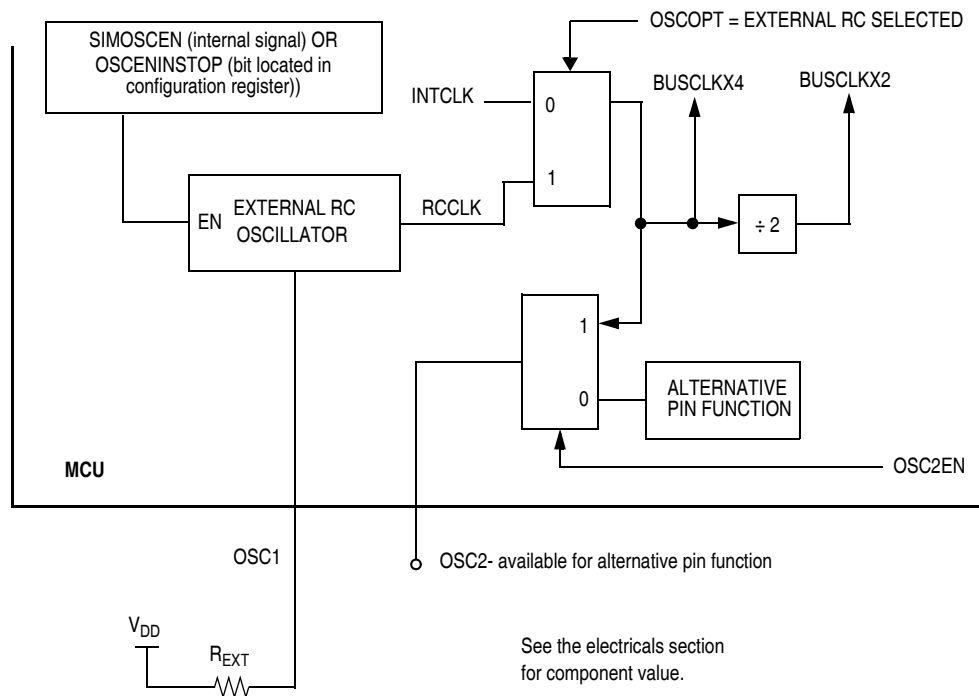 OSCOPT = EXTERNAL RC SELECTED
SIMOSCEN (internal signal) OR
OSCENINSTOP (bit located in
configuration register))
BUSCLKX4
BUSCLKX2
INTCLK
0
1
EN
EXTERNAL RC
OSCILLATOR
RCCLK
÷ 2
1
0
ALTERNATIVE
PIN FUNCTION
MCU
OSC2EN
OSC1
OSC2- available for alternative pin function
VDD
REXT
See the electricals section
for component value.